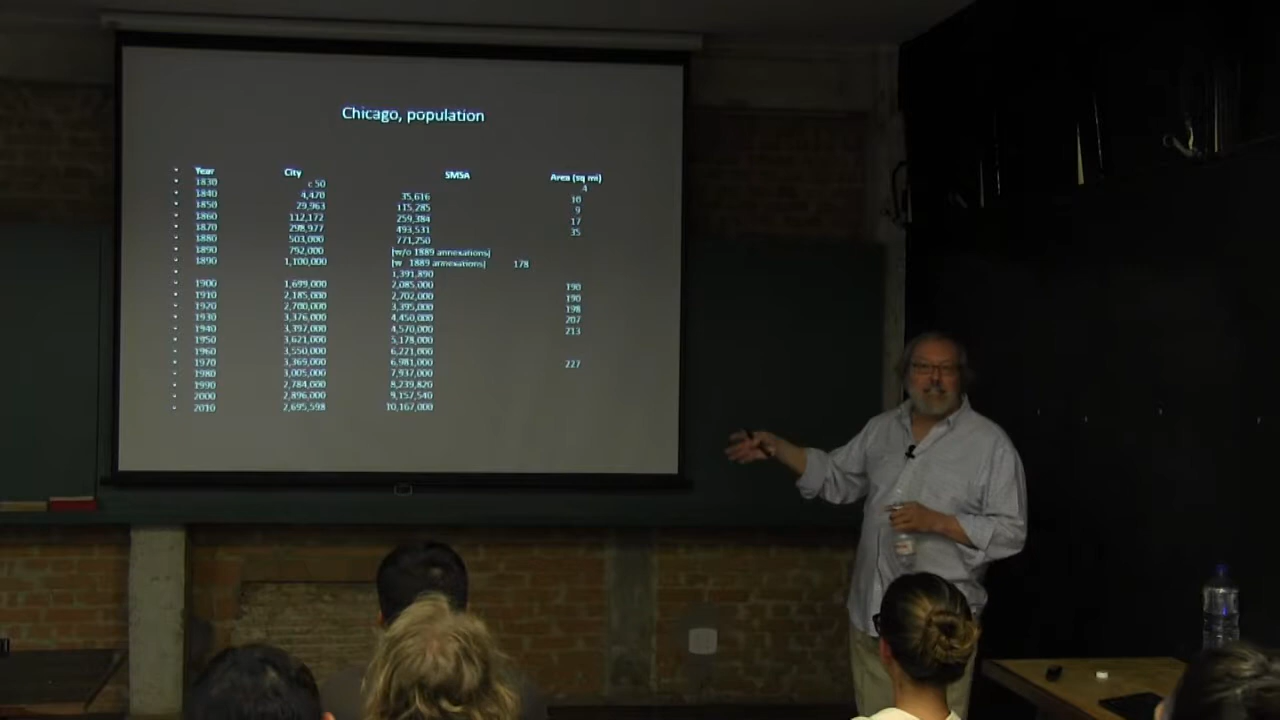 Chicago, population
• Year City SMSA Area (sq mi)
• 1830 c 50 4
• 1840 4,470 35,616 10
• 1850 29,963 115,285 9
• 1860 112,172 259,384 17
• 1870 298,977 493,531 35
• 1880 503,000 771,250
• 1890 792,000 [w/o 1889 annexations]
• 1890 1,100,000 [w 1889 annexations] 178
• 1,391,890
• 1900 1,699,000 2,085,000 190
• 1910 2,185,000 2,702,000 190
• 1920 2,700,000 3,395,000 198
• 1930 3,376,000 4,450,000 207
• 1940 3,397,000 4,570,000 213
• 1950 3,621,000 5,178,000
• 1960 3,550,000 6,221,000
• 1970 3,369,000 6,981,000 227
• 1980 3,005,000 7,937,000
• 1990 2,784,000 8,239,820
• 2000 2,896,000 9,157,540
• 2010 2,695,598 10,167,000